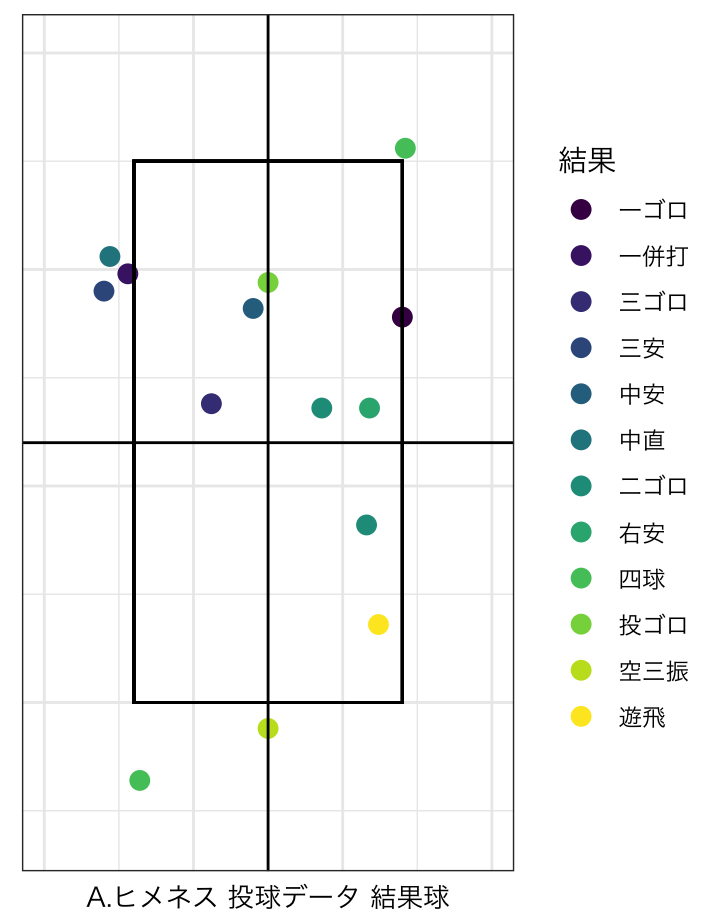 結果
一ゴロ
一併打
三ゴロ
三安
中安
中直
二ゴロ
右安
四球
投ゴロ
空三振
遊飛
A.ヒメネス 投球データ 結果球